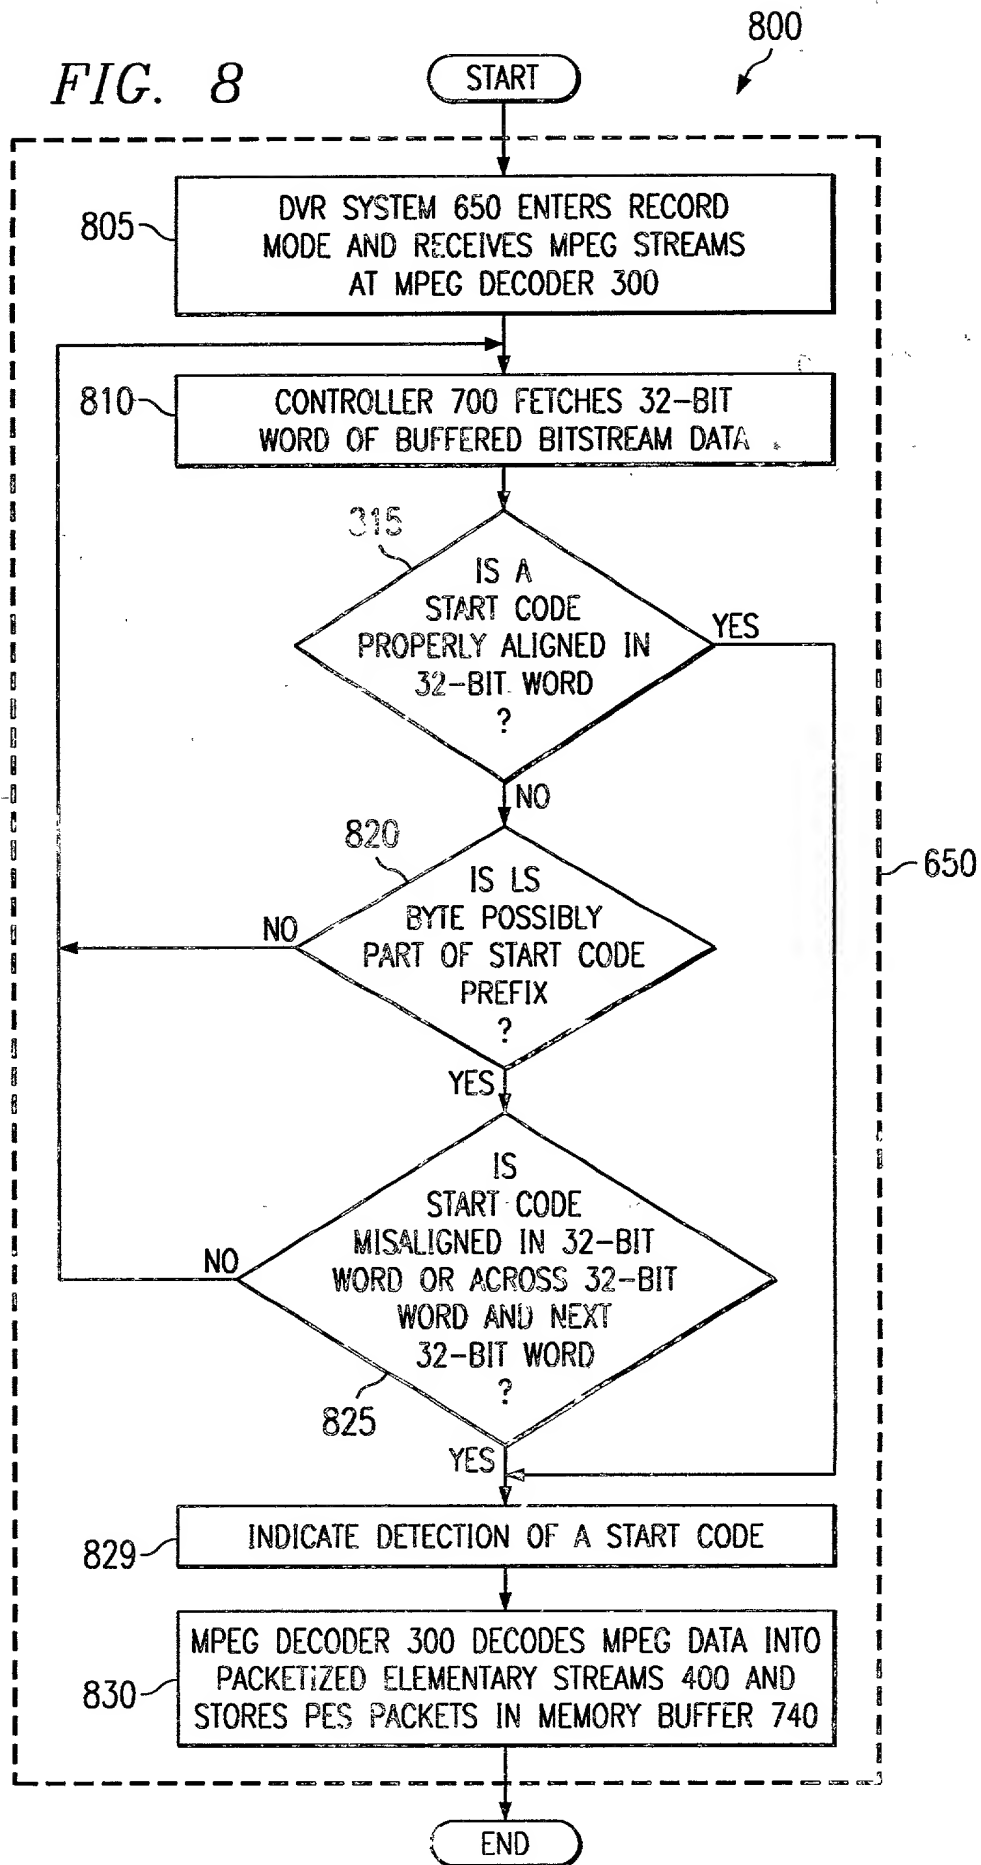 800
FIG. 8
START
805
DVR SYSTEM 650 ENTERS RECORD
MODE AND RECEIVES MPEG STREAMS
AT MPEG DECODER 300
810
CONTROLLER 700 FETCHES 32-BIT
WORD OF BUFFERED BITSTREAM DATA
315
IS A
START CODE
PROPERLY ALIGNED IN
32-BIT WORD
?
YES
NO
820
IS LS
BYTE POSSIBLY
PART OF START CODE
PREFIX
?
NO
650
YES
IS
START CODE
MISALIGNED IN 32-BIT
WORD OR ACROSS 32-BIT
WORD AND NEXT
32-BIT WORD
?
NO
825
YES
829
INDICATE DETECTION OF A START CODE
830
MPEG DECODER 300 DECODES MPEG DATA INTO
PACKETIZED ELEMENTARY STREAMS 400 AND
STORES PES PACKETS IN MEMORY BUFFER 740
END